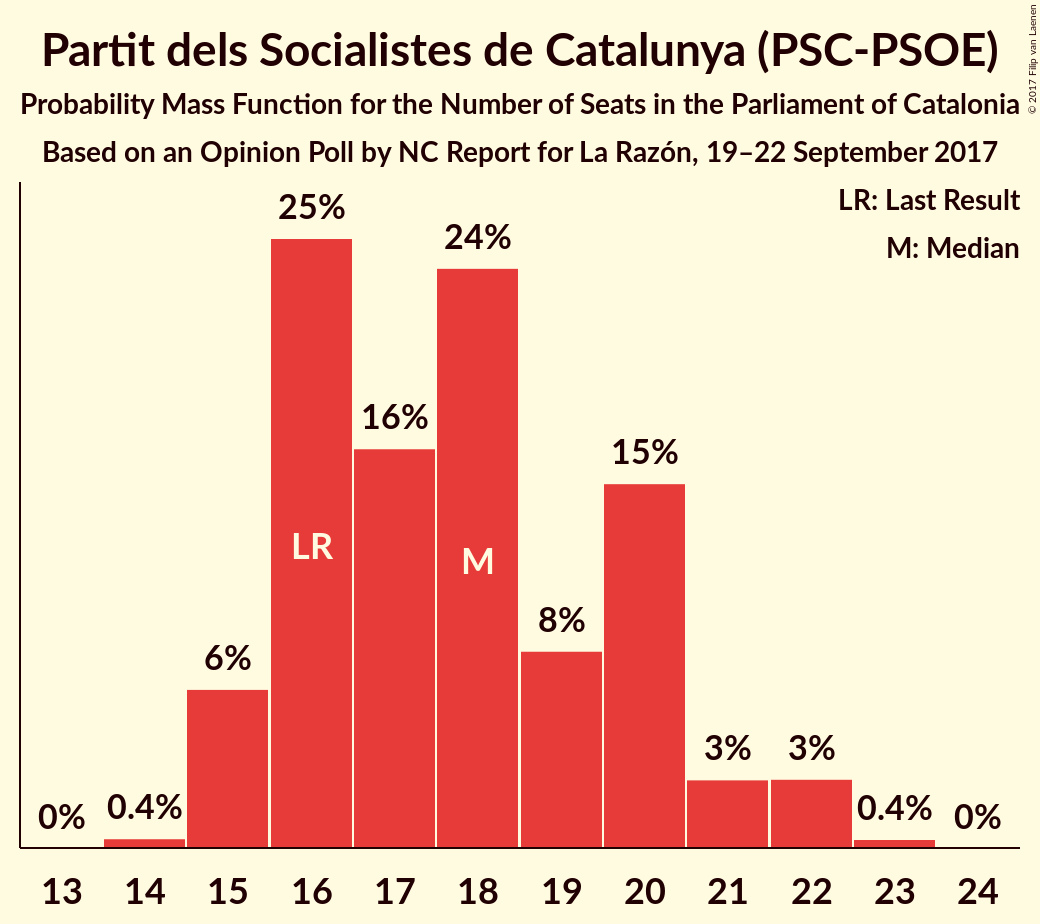 Partit dels Socialistes de Catalunya (PSC-PSOE)
Probability Mass Function for the Number of Seats in the Parliament of Catalonia
Based on an Opinion Poll by NC Report for La Razón, 19–22 September 2017
© 2017 Filip van Laenen
LR: Last Result
M: Median
0% 0.4% 6% 25% 16% 24% 8% 15% 3% 3% 0.4% 0%
LR M
13 14 15 16 17 18 19 20 21 22 23 24